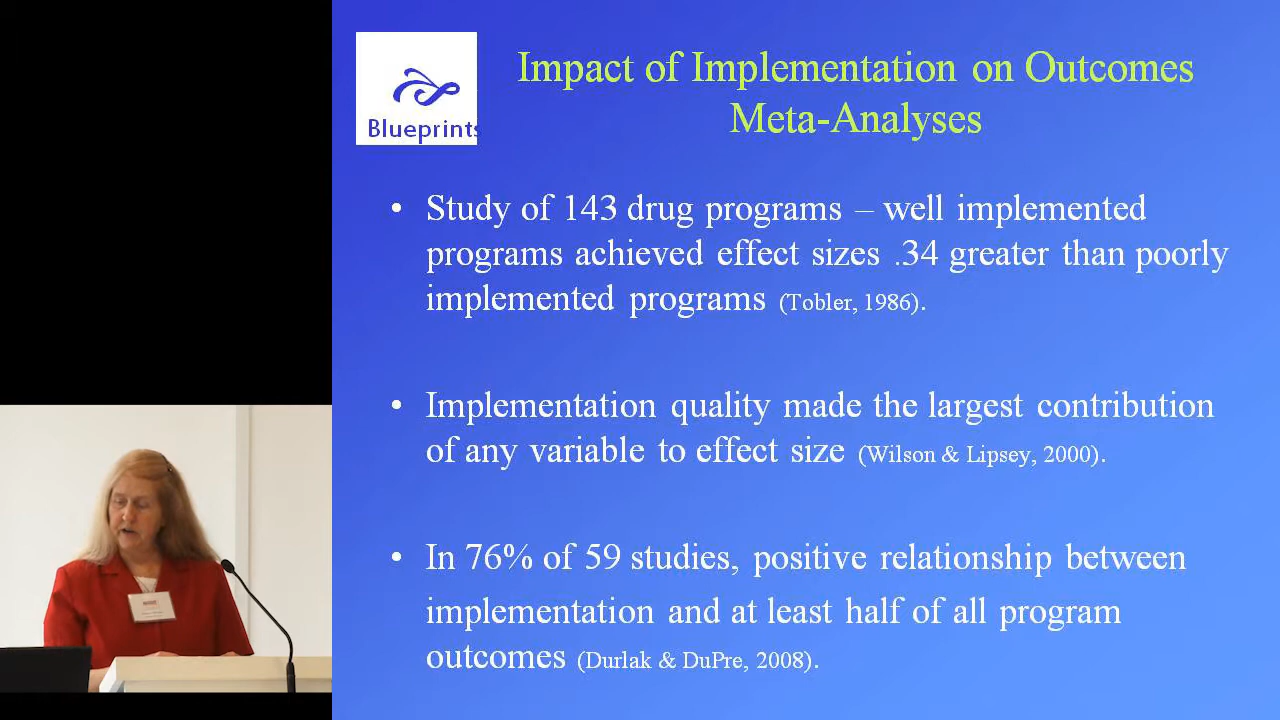 Blueprints
Impact of Implementation on Outcomes
Meta-Analyses
• Study of 143 drug programs – well implemented
programs achieved effect sizes .34 greater than poorly
implemented programs (Tobler, 1986).
• Implementation quality made the largest contribution
of any variable to effect size (Wilson & Lipsey, 2000).
• In 76% of 59 studies, positive relationship between
implementation and at least half of all program
outcomes (Durlak & DuPre, 2008).